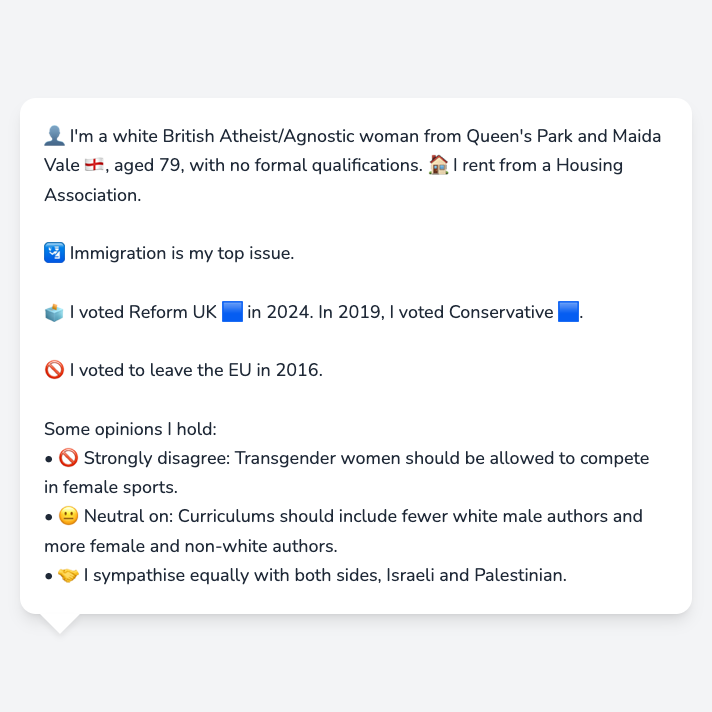 👤 I'm a white British Atheist/Agnostic woman from Queen's Park and Maida
Vale 🏴󠁧󠁢󠁥󠁮󠁧󠁿, aged 79, with no formal qualifications. 🏠 I rent from a Housing
Association.
🛂 Immigration is my top issue.
🗳️ I voted Reform UK 🟦 in 2024. In 2019, I voted Conservative 🟦.
🚫 I voted to leave the EU in 2016.
Some opinions I hold:
• 🚫 Strongly disagree: Transgender women should be allowed to compete
in female sports.
• 😐 Neutral on: Curriculums should include fewer white male authors and
more female and non-white authors.
• 🤝 I sympathise equally with both sides, Israeli and Palestinian.